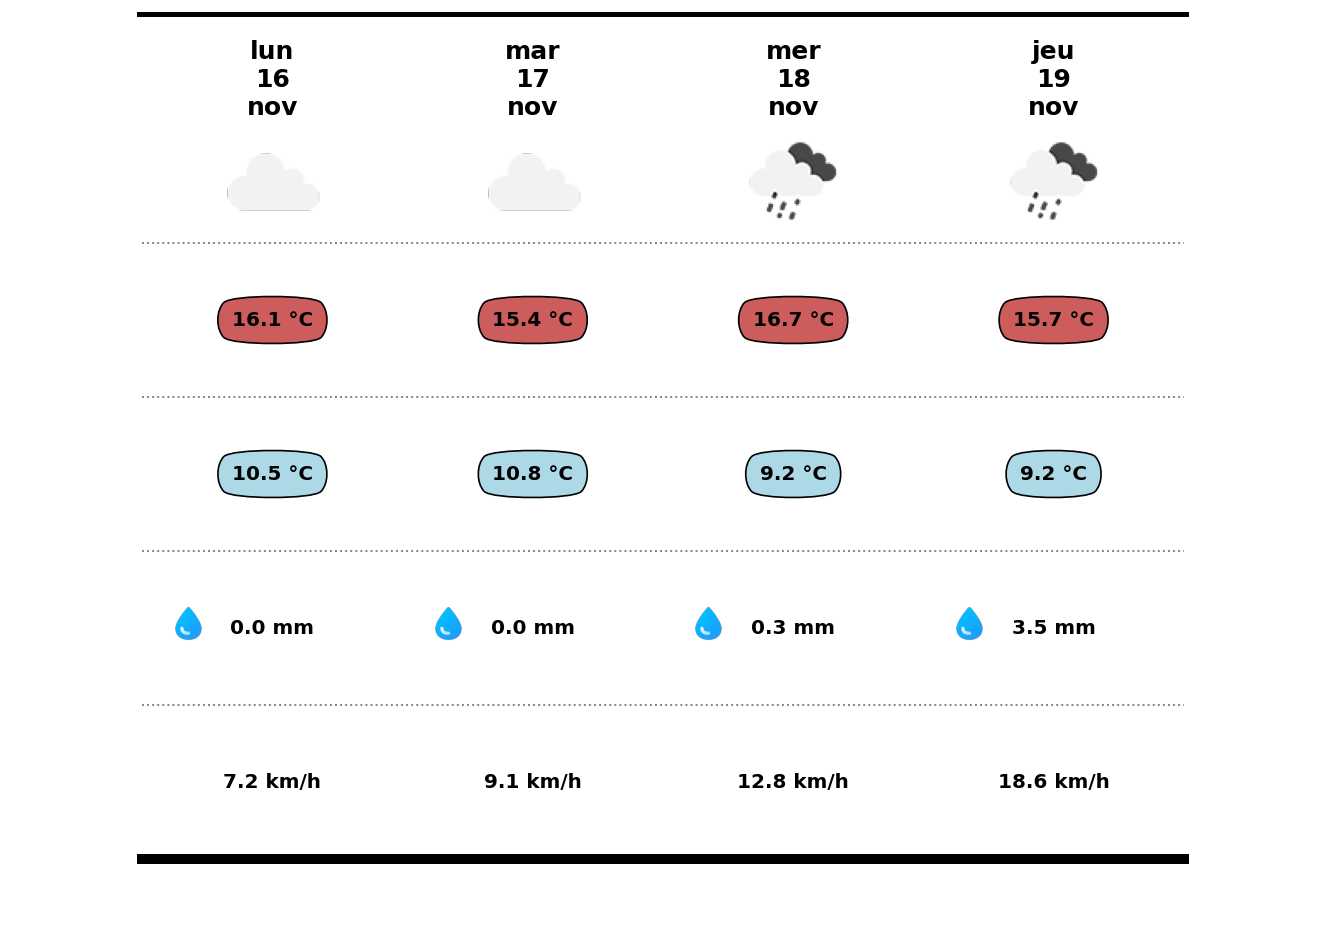 lun mar mer jeu
16 17 18 19
nov nov nov nov
16.1 °C 15.4 °C 16.7 °C 15.7 °C
10.5 °C 10.8 °C 9.2 °C 9.2 °C
0.0 mm 0.0 mm 0.3 mm 3.5 mm
7.2 km/h 9.1 km/h 12.8 km/h 18.6 km/h